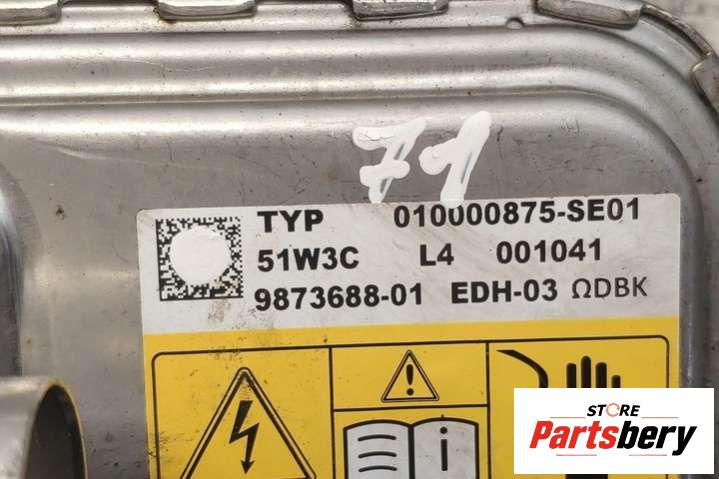 71
TYP 010000875-SE01
51W3C L4 001041
9873688-01 EDH-03 ΩDBK
i
STORE
Partsbery